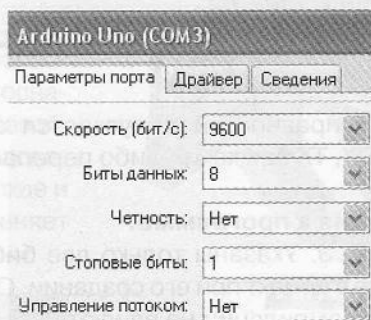 Arduino Uno (COM3)
Параметры порта Драйвер Сведения
Скорость (бит/с): 9600
Биты данных: 8
Четность: Нет
Стоповые биты: 1
Управление потоком: Нет